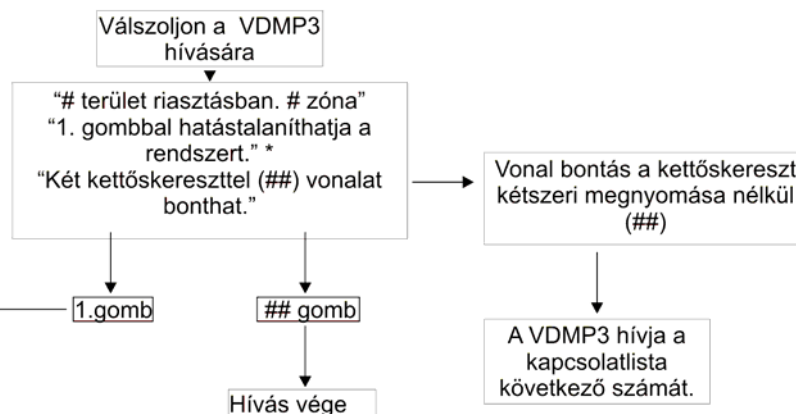 Válszoljon a VDMP3
hívására
“# terület riasztásban. # zóna”
“1. gombbal hatástalaníthatja a
rendszert.” *
“Két kettőskereszttel (##) vonalat
bonthat.”
Vonal bontás a kettőskereszt
kétszeri megnyomása nélkül
(##)
1.gomb
## gomb
A VDMP3 hívja a
kapcsolatlista
következő számát.
Hívás vége